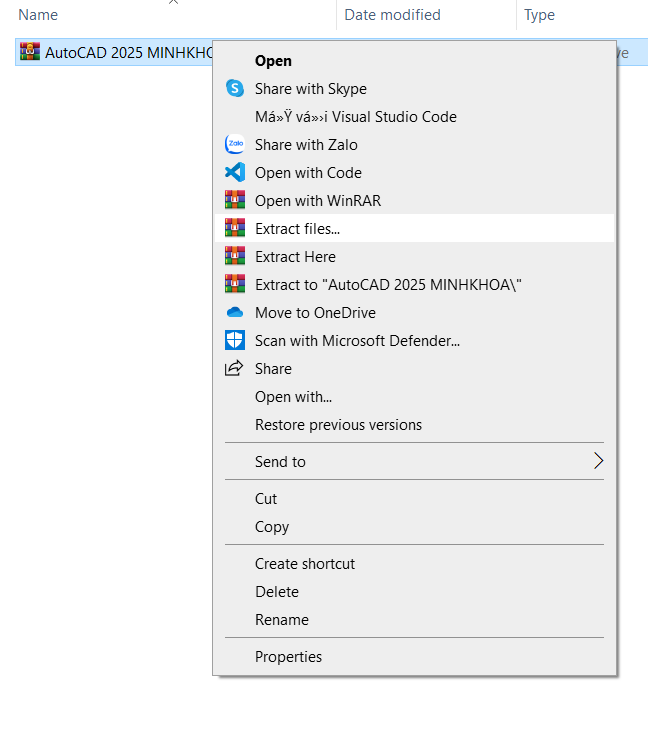 Name Date modified Type
AutoCAD 2025 MINHKHO
Open
Share with Skype
Má»Ÿ vá»›i Visual Studio Code
Zalo Share with Zalo
Open with Code
Open with WinRAR
Extract files...
Extract Here
Extract to "AutoCAD 2025 MINHKHOA\"
Move to OneDrive
Scan with Microsoft Defender...
Share
Open with...
Restore previous versions
Send to
Cut
Copy
Create shortcut
Delete
Rename
Properties